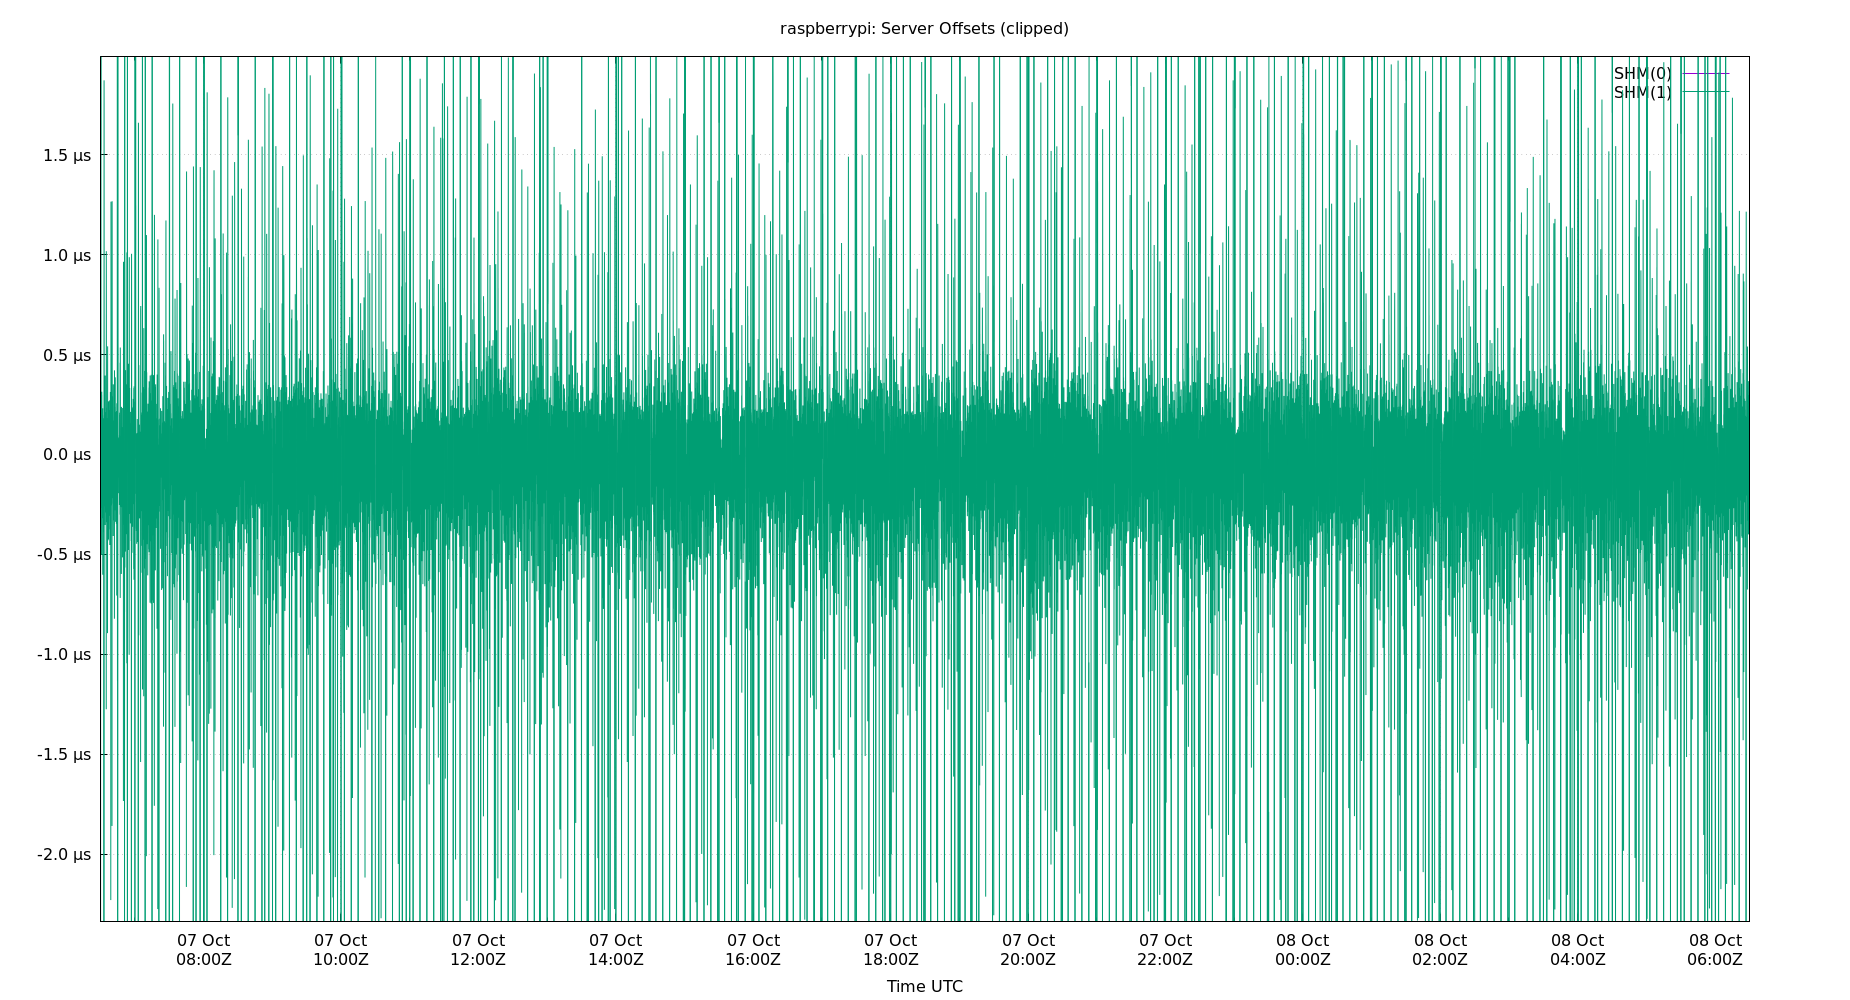 raspberrypi: Server Offsets (clipped)
SHM(0)
SHM(1)
1.5 µs
1.0 µs
0.5 µs
0.0 µs
-0.5 µs
-1.0 µs
-1.5 µs
-2.0 µs
07 Oct 07 Oct 07 Oct 07 Oct 07 Oct 07 Oct 07 Oct 07 Oct 08 Oct 08 Oct 08 Oct 08 Oct
08:00Z 10:00Z 12:00Z 14:00Z 16:00Z 18:00Z 20:00Z 22:00Z 00:00Z 02:00Z 04:00Z 06:00Z
Time UTC